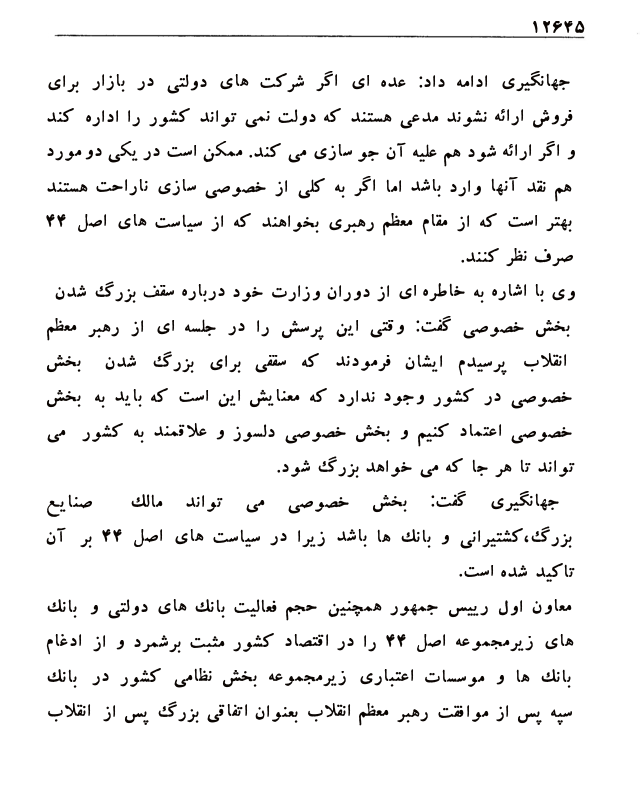 ۱۲۶۴۵
جهانگیری ادامه داد: عده ای اگر شرکت های دولتی در بازار برای
فروش ارائه نشوند مدعی هستند که دولت نمی تواند کشور را اداره کند
و اگر ارائه شود هم علیه آن جو سازی می کند. ممکن است در یکی دو مورد
هم نقد آنها وارد باشد اما اگر به کلی از خصوصی سازی ناراحت هستند
بهتر است که از مقام معظم رهبری بخواهند که از سیاست های اصل ۴۴
صرف نظر کنند.
وی با اشاره به خاطره ای از دوران وزارت خود درباره سقف بزرگ شدن
بخش خصوصی گفت: وقتی این پرسش را در جلسه ای از رهبر معظم
انقلاب پرسیدم ایشان فرمودند که سقفی برای بزرگ شدن بخش
خصوصی در کشور وجود ندارد که معنایش این است که باید به بخش
خصوصی اعتماد کنیم و بخش خصوصی دلسوز و علاقمند به کشور می
تواند تا هر جا که می خواهد بزرگ شود.
جهانگیری گفت: بخش خصوصی می تواند مالک صنایع
بزرگ،کشتیرانی و بانک ها باشد زیرا در سیاست های اصل ۴۴ بر آن
تاکید شده است.
معاون اول رییس جمهور همچنین حجم فعالیت بانک های دولتی و بانک
های زیرمجموعه اصل ۴۴ را در اقتصاد کشور مثبت برشمرد و از ادغام
بانک ها و موسسات اعتباری زیرمجموعه بخش نظامی کشور در بانک
سپه پس از موافقت رهبر معظم انقلاب بعنوان اتفاقی بزرگ پس از انقلاب